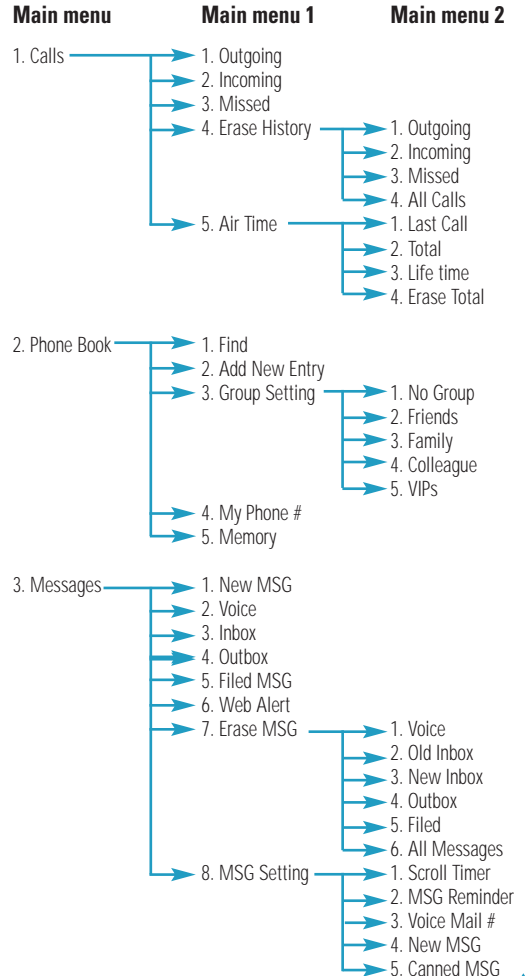 Main menu Main menu 1 Main menu 2
1. Calls 1. Outgoing
2. Incoming
3. Missed
4. Erase History 1. Outgoing
2. Incoming
3. Missed
4. All Calls
5. Air Time 1. Last Call
2. Total
3. Life time
4. Erase Total
2. Phone Book 1. Find
2. Add New Entry
3. Group Setting 1. No Group
2. Friends
3. Family
4. Colleague
5. VIPs
4. My Phone #
5. Memory
3. Messages 1. New MSG
2. Voice
3. Inbox
4. Outbox
5. Filed MSG
6. Web Alert
7. Erase MSG 1. Voice
2. Old Inbox
3. New Inbox
4. Outbox
5. Filed
6. All Messages
8. MSG Setting 1. Scroll Timer
2. MSG Reminder
3. Voice Mail #
4. New MSG
5. Canned MSG